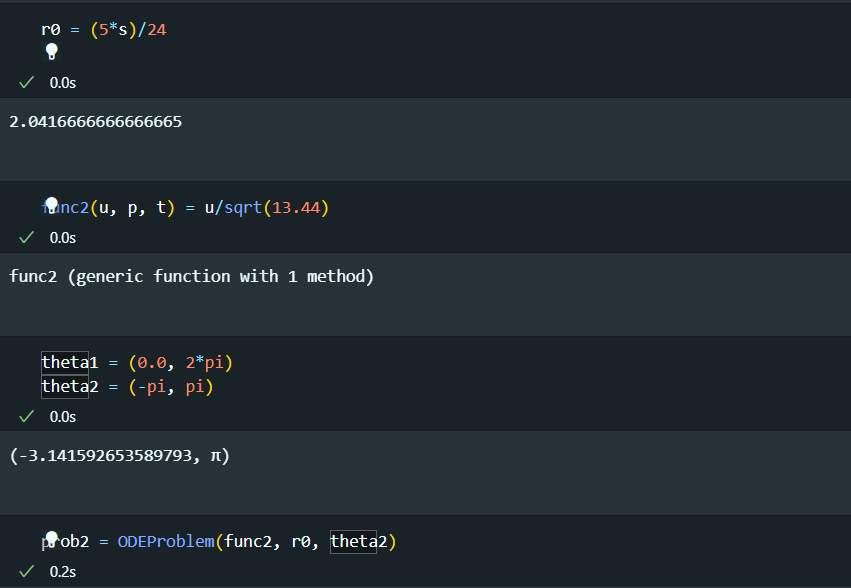 r0 = (5*s)/24
0.0s
2.0416666666666665
func2(u, p, t) = u/sqrt(13.44)
0.0s
func2 (generic function with 1 method)
theta1 = (0.0, 2*pi)
theta2 = (-pi, pi)
0.0s
(-3.141592653589793, π)
prob2 = ODEProblem(func2, r0, theta2)
0.2s